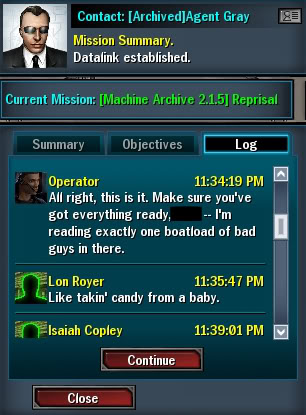 Contact: [Archived]Agent Gray
Mission Summary.
Datalink established.
Current Mission: [Machine Archive 2.1.5] Reprisal
Summary Objectives Log
Operator 11:34:19 PM
All right, this is it. Make sure you've
got everything ready, -- I'm
reading exactly one boatload of bad
guys in there.
Lon Royer 11:35:47 PM
Like takin' candy from a baby.
Isaiah Copley 11:39:01 PM
Continue
Close